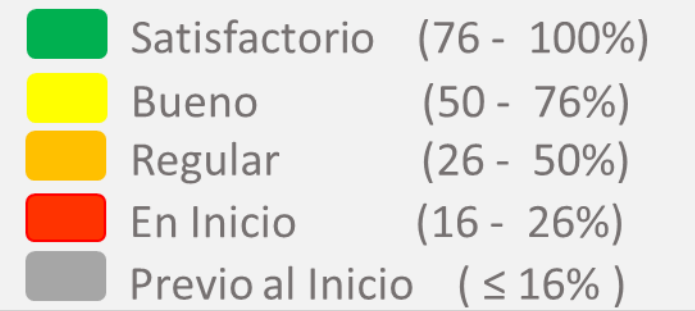 Satisfactorio (76 - 100%)
Bueno (50 - 76%)
Regular (26 - 50%)
En Inicio (16 - 26%)
Previo al Inicio ( ≤ 16% )